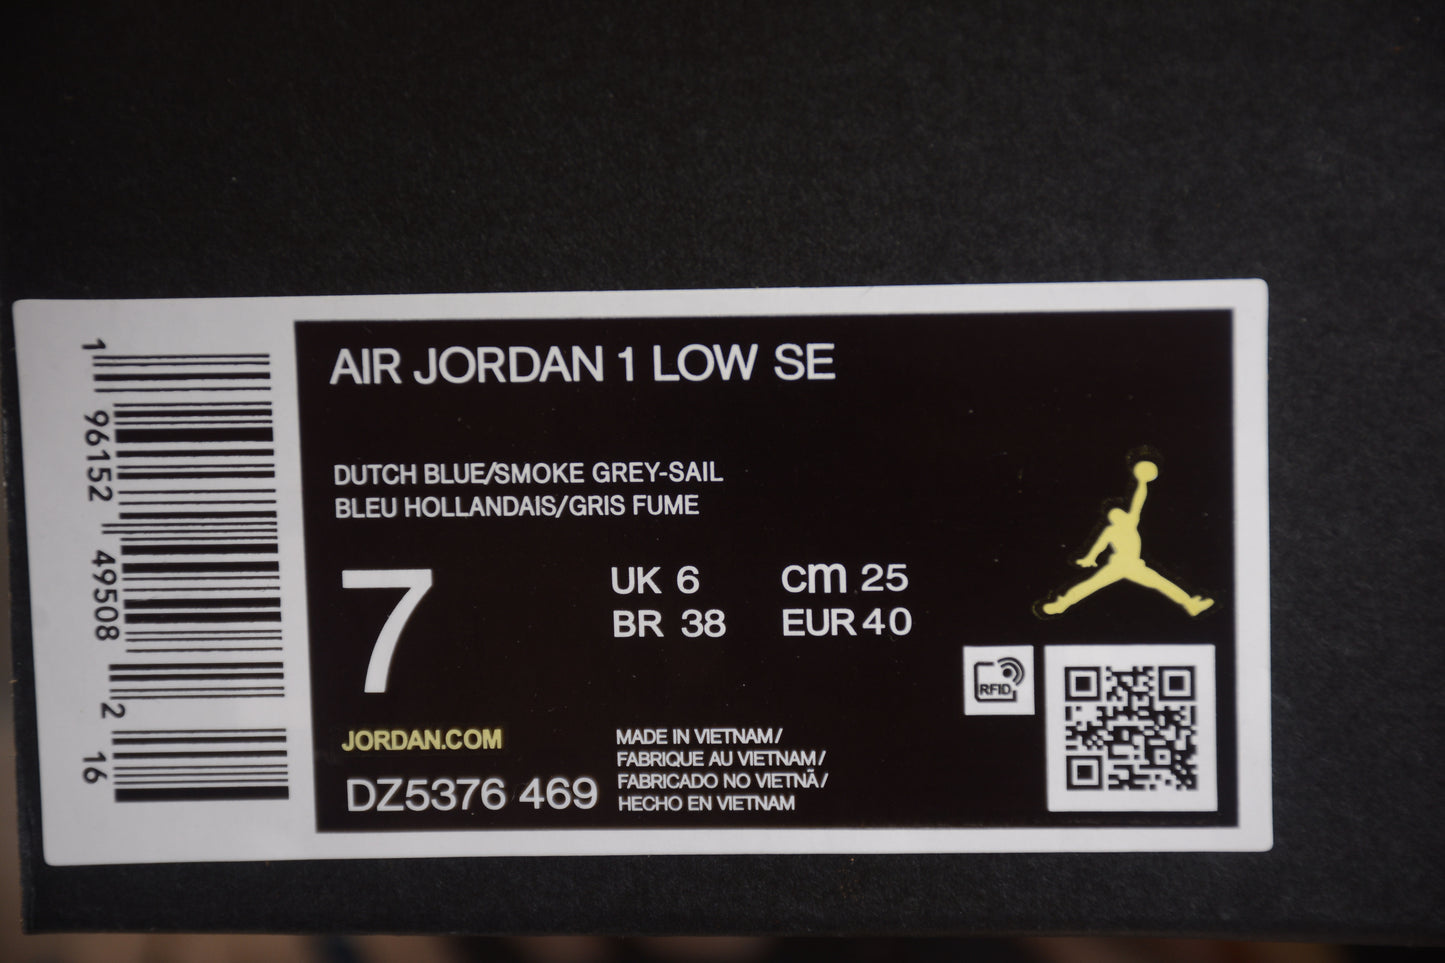 AIR JORDAN 1 LOW SE
DUTCH BLUE/SMOKE GREY-SAIL
BLEU HOLLANDAIS/GRIS FUME
7
UK 6
cm 25
BR 38
EUR 40
RFID
JORDAN.COM
DZ5376 469
MADE IN VIETNAM/
FABRIQUE AU VIETNAM/
FABRICADO NO VIETNÃ/
HECHO EN VIETNAM
1 96152 49508 2 16